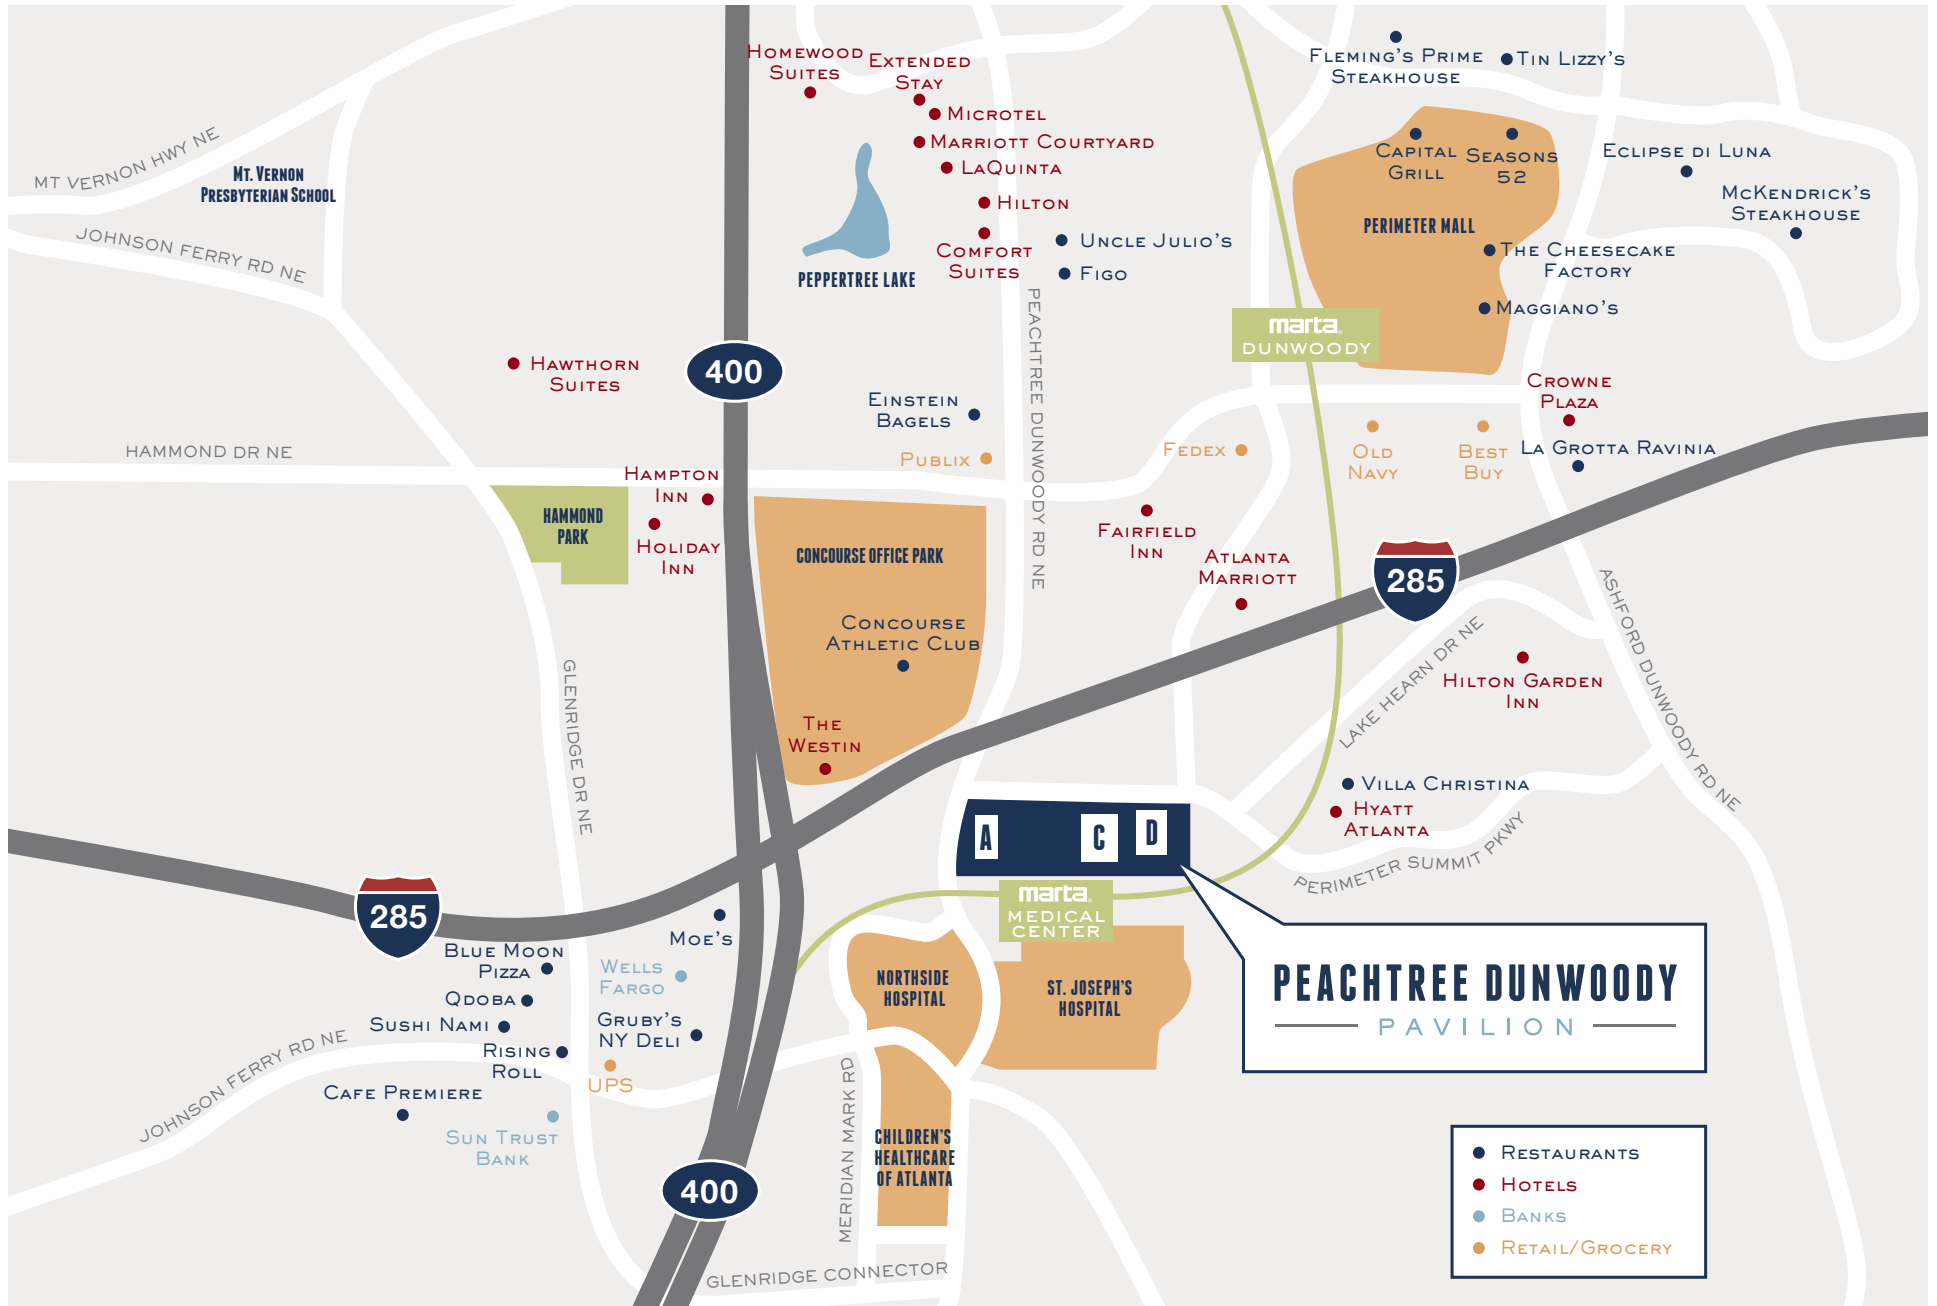 HOMEWOOD
SUITES
EXTENDED
STAY
MICROTEL
MARRIOTT COURTYARD
LAQUINTA
HILTON
COMFORT
SUITES
UNCLE JULIO'S
FIGO
FLEMING'S PRIME
STEAKHOUSE
TIN LIZZY'S
CAPITAL
GRILL
SEASONS
52
ECLIPSE DI LUNA
MCKENDRICK'S
STEAKHOUSE
PERIMETER MALL
THE CHEESECAKE
FACTORY
MAGGIANO'S
MT VERNON HWY NE
MT. VERNON
PRESBYTERIAN SCHOOL
JOHNSON FERRY RD NE
PEPPERTREE LAKE
PEACHTREE DUNWOODY RD NE
marta
DUNWOODY
HAWTHORN
SUITES
400
EINSTEIN
BAGELS
PUBLIX
FEDEX
OLD
NAVY
BEST
BUY
CROWNE
PLAZA
LA GROTTA RAVINIA
HAMMOND DR NE
HAMPTON
INN
HAMMOND
PARK
HOLIDAY
INN
CONCOURSE OFFICE PARK
CONCOURSE
ATHLETIC CLUB
THE
WESTIN
FAIRFIELD
INN
ATLANTA
MARRIOTT
285
ASHFORD DUNWOODY RD NE
LAKE HEARN DR NE
HILTON GARDEN
INN
GLENRIDGE DR NE
VILLA CHRISTINA
HYATT
ATLANTA
PERIMETER SUMMIT PKWY
A
C
D
marta
MEDICAL
CENTER
285
MOE'S
BLUE MOON
PIZZA
WELLS
FARGO
QDOBA
SUSHI NAMI
GRUBY'S
NY DELI
RISING
ROLL
UPS
JOHNSON FERRY RD NE
CAFE PREMIERE
SUN TRUST
BANK
NORTHSIDE
HOSPITAL
ST. JOSEPH'S
HOSPITAL
PEACHTREE DUNWOODY
PAVILION
MERIDIAN MARK RD
CHILDREN'S
HEALTHCARE
OF ATLANTA
400
GLENRIDGE CONNECTOR
RESTAURANTS
HOTELS
BANKS
RETAIL/GROCERY